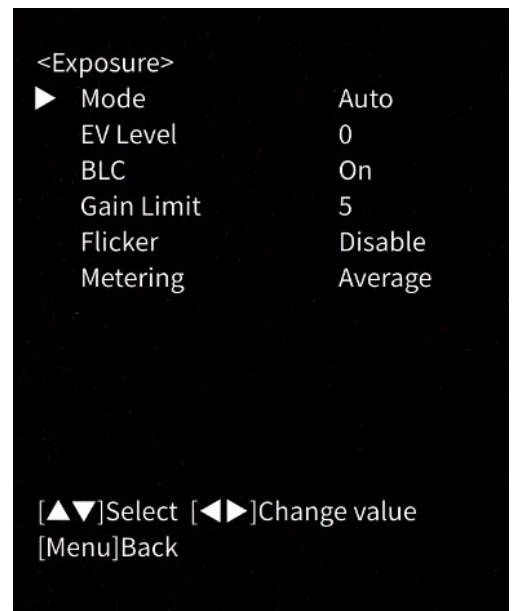 <Exposure>
▶ Mode Auto
EV Level 0
BLC On
Gain Limit 5
Flicker Disable
Metering Average
[▲▼]Select [◀▶]Change value
[Menu]Back